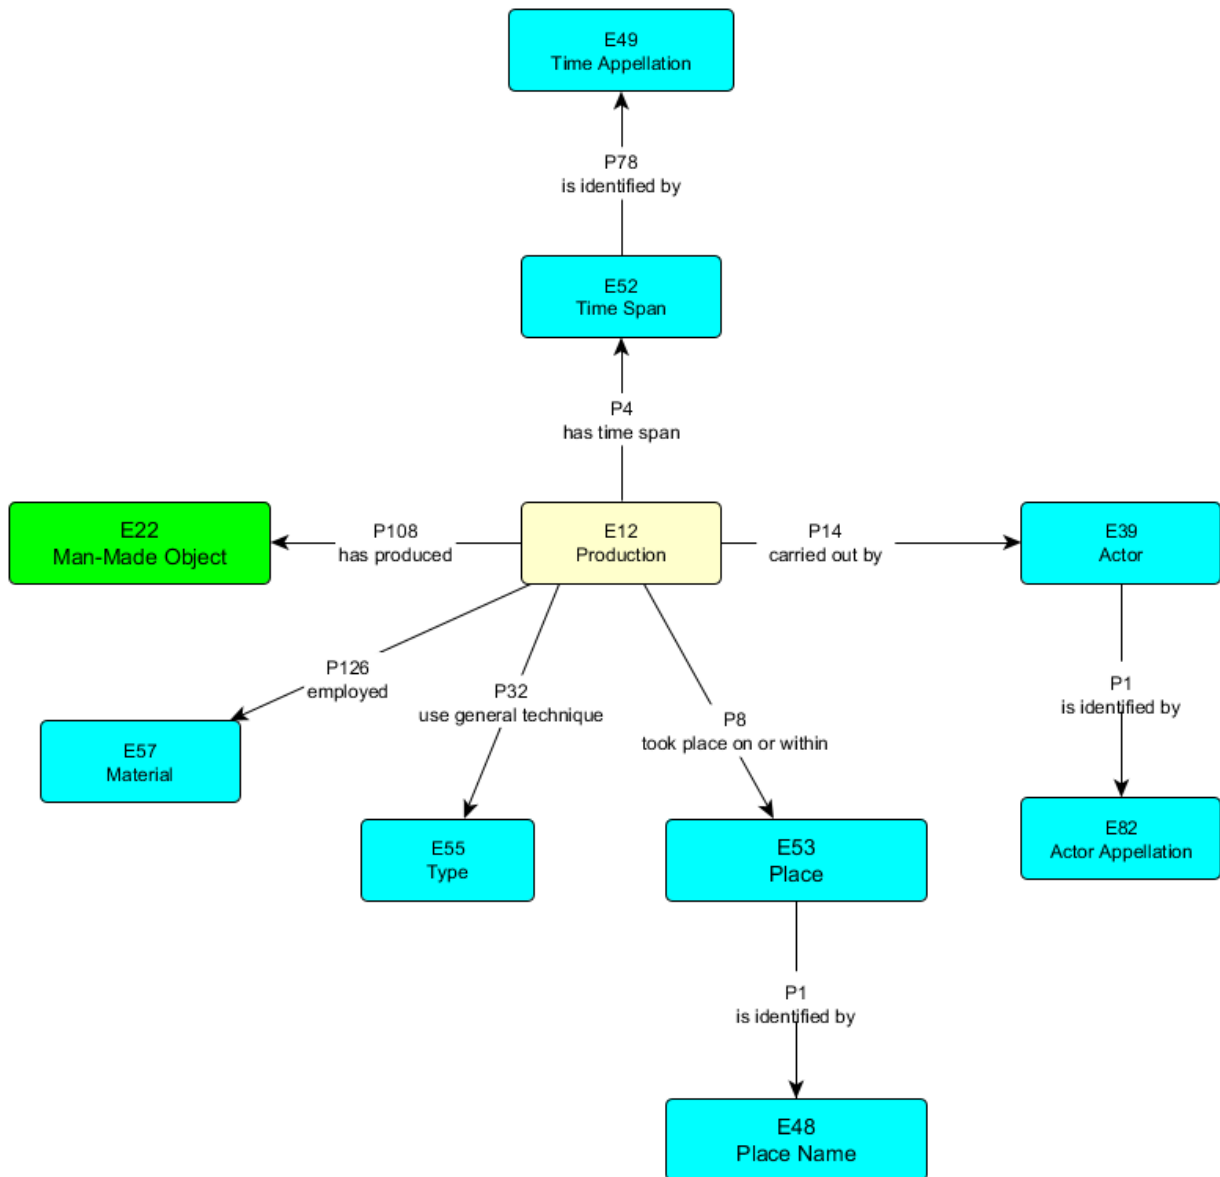 E49
Time Appellation
P78
is identified by
E52
Time Span
P4
has time span
E22
Man-Made Object
P108
has produced
E12
Production
P14
carried out by
E39
Actor
P126
employed
P32
use general technique
P8
took place on or within
P1
is identified by
E57
Material
E55
Type
E53
Place
E82
Actor Appellation
P1
is identified by
E48
Place Name